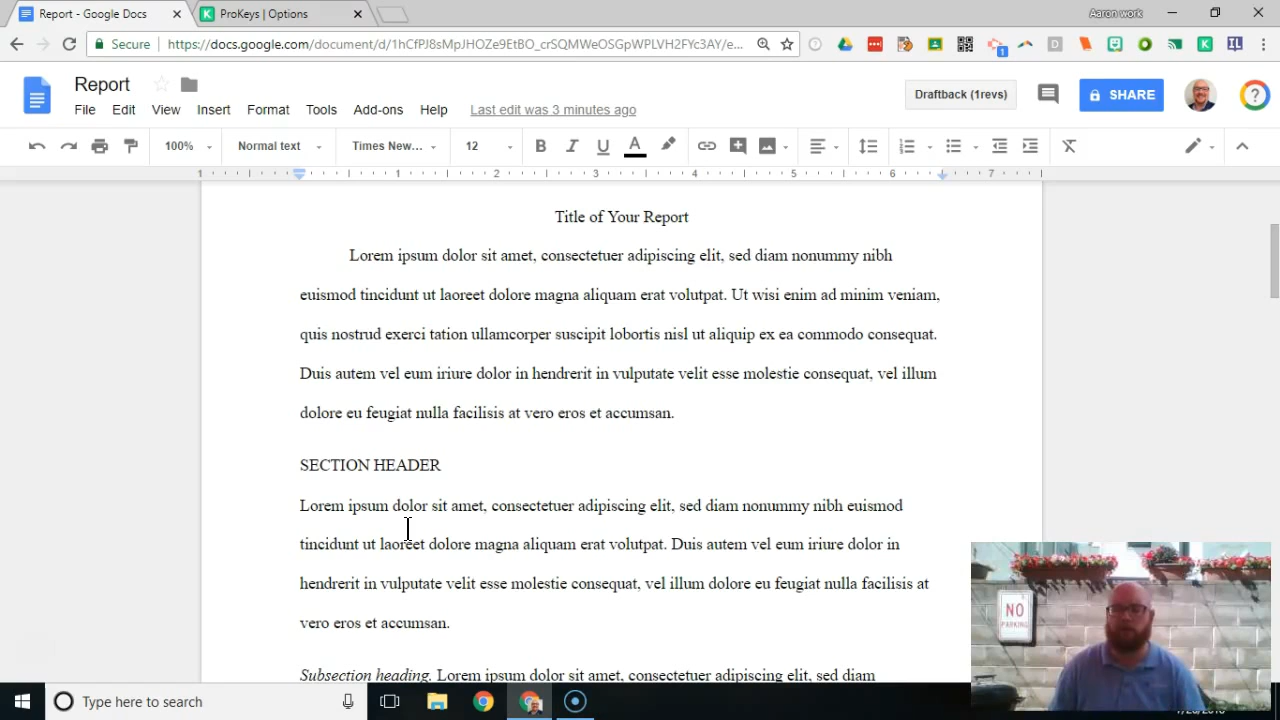 Report - Google Docs
ProKeys | Options
Aaron work
Secure
https://docs.google.com/document/d/1hCfPJ8sMpJHOZe9EtBO_crSQMWeOSGpWPLVH2FYc3AY/e...
Report
Draftback (1revs)
SHARE
File Edit View Insert Format Tools Add-ons Help Last edit was 3 minutes ago
100% Normal text Times New... 12
1 1 2 3 4 5 6 7
Title of Your Report
Lorem ipsum dolor sit amet, consectetuer adipiscing elit, sed diam nonummy nibh
euismod tincidunt ut laoreet dolore magna aliquam erat volutpat. Ut wisi enim ad minim veniam,
quis nostrud exerci tation ullamcorper suscipit lobortis nisl ut aliquip ex ea commodo consequat.
Duis autem vel eum iriure dolor in hendrerit in vulputate velit esse molestie consequat, vel illum
dolore eu feugiat nulla facilisis at vero eros et accumsan.
SECTION HEADER
Lorem ipsum dolor sit amet, consectetuer adipiscing elit, sed diam nonummy nibh euismod
tincidunt ut laoreet dolore magna aliquam erat volutpat. Duis autem vel eum iriure dolor in
hendrerit in vulputate velit esse molestie consequat, vel illum dolore eu feugiat nulla facilisis at
vero eros et accumsan.
Subsection heading. Lorem ipsum dolor sit amet, consectetuer adipiscing elit, sed diam
NO
PARKING
Type here to search